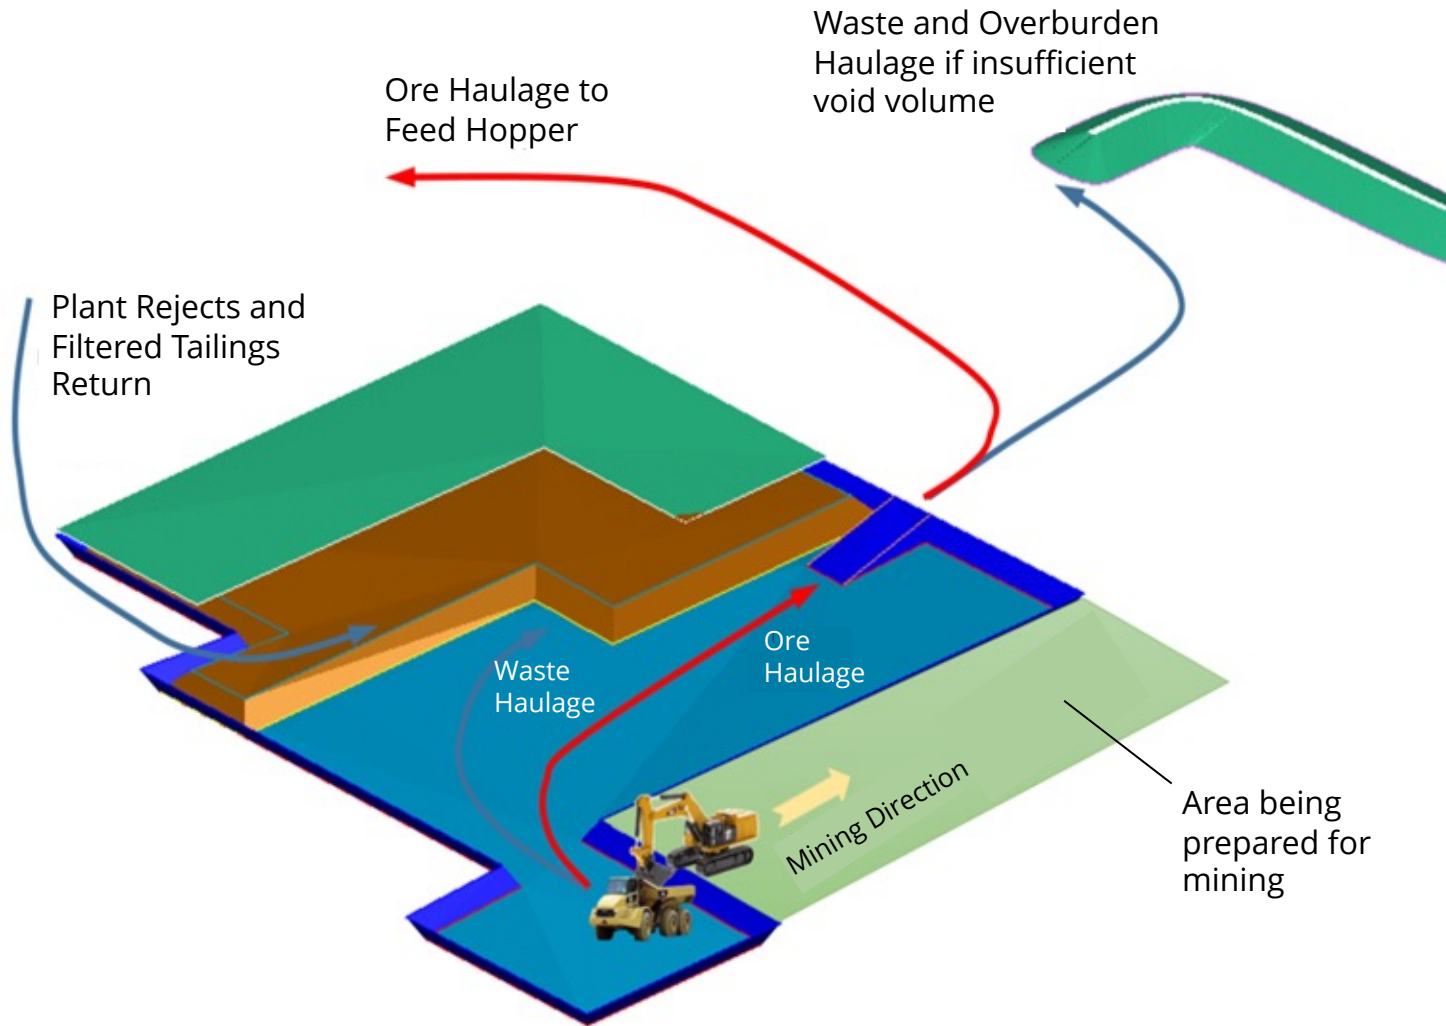 Waste and Overburden
Haulage if insufficient
void volume
Ore Haulage to
Feed Hopper
Plant Rejects and
Filtered Tailings
Return
Waste
Haulage
Ore
Haulage
Mining Direction
Area being
prepared for
mining